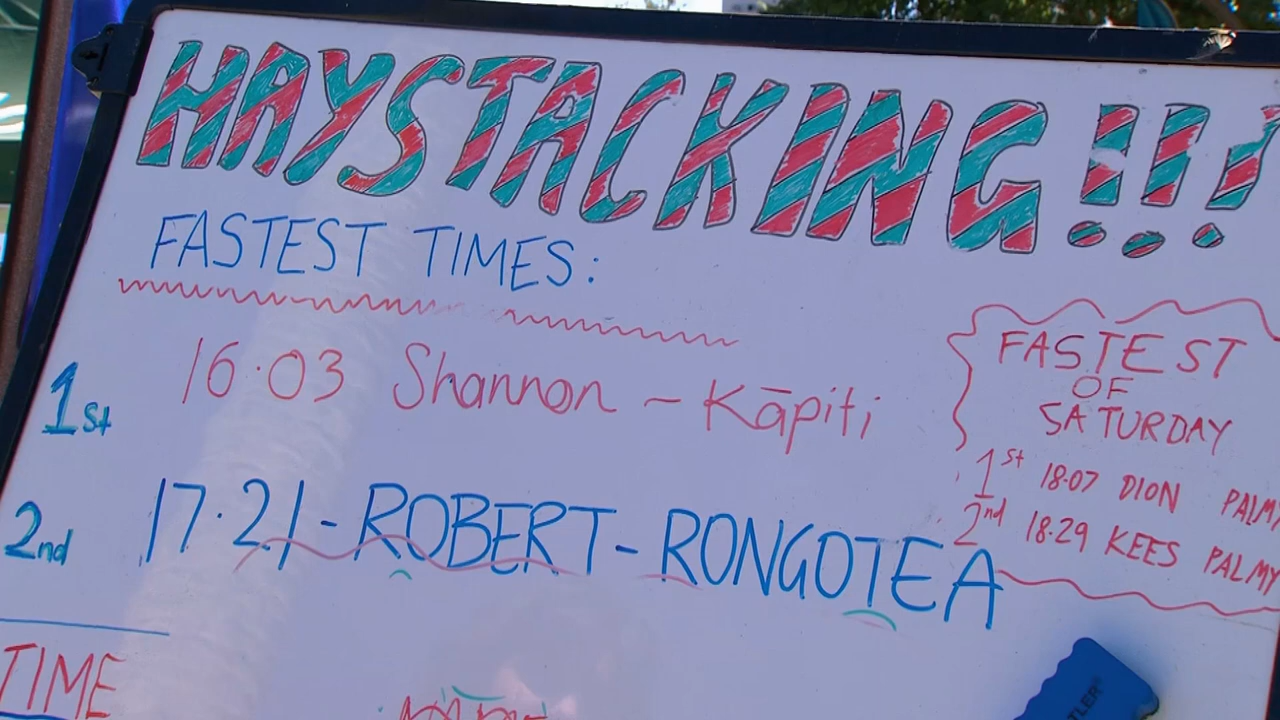 HAYSTACKING!!!
FASTEST TIMES:
1st 16.03 Shannon ~ Kāpiti
2nd 17.21 - ROBERT - RONGOTEA
FASTEST
OF
SATURDAY
1st 18.07 DION PALMY
2nd 18.29 KEES PALMY
TIME